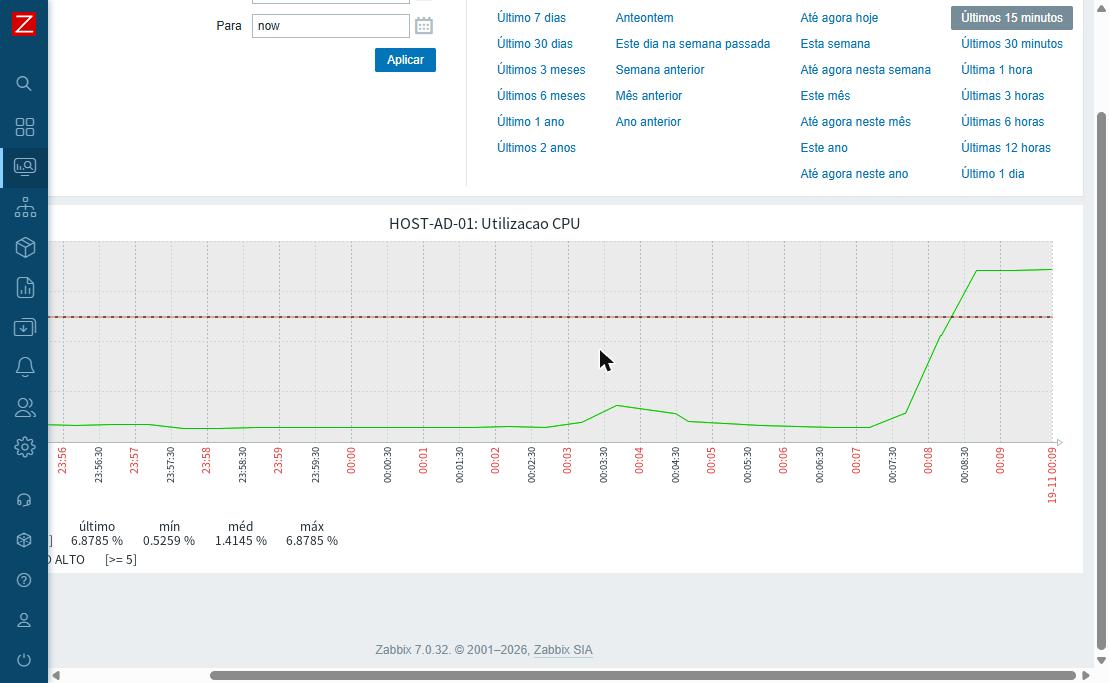 Z
Para
now
Aplicar
Último 7 dias
Anteontem
Até agora hoje
Últimos 15 minutos
Último 30 dias
Este dia na semana passada
Esta semana
Últimos 30 minutos
Últimos 3 meses
Semana anterior
Até agora nesta semana
Última 1 hora
Últimos 6 meses
Mês anterior
Este mês
Últimas 3 horas
Último 1 ano
Ano anterior
Até agora neste mês
Últimas 6 horas
Últimos 2 anos
Este ano
Últimas 12 horas
Até agora neste ano
Último 1 dia
HOST-AD-01: Utilizacao CPU
23:56
23:56:30
23:57
23:57:30
23:58
23:58:30
23:59
23:59:30
00:00
00:00:30
00:01
00:01:30
00:02
00:02:30
00:03
00:03:30
00:04
00:04:30
00:05
00:05:30
00:06
00:06:30
00:07
00:07:30
00:08
00:08:30
00:09
19-11 00:09
último mín méd máx
] 6.8785 % 0.5259 % 1.4145 % 6.8785 %
ALTO [>= 5]
Zabbix 7.0.32. © 2001–2026, Zabbix SIA